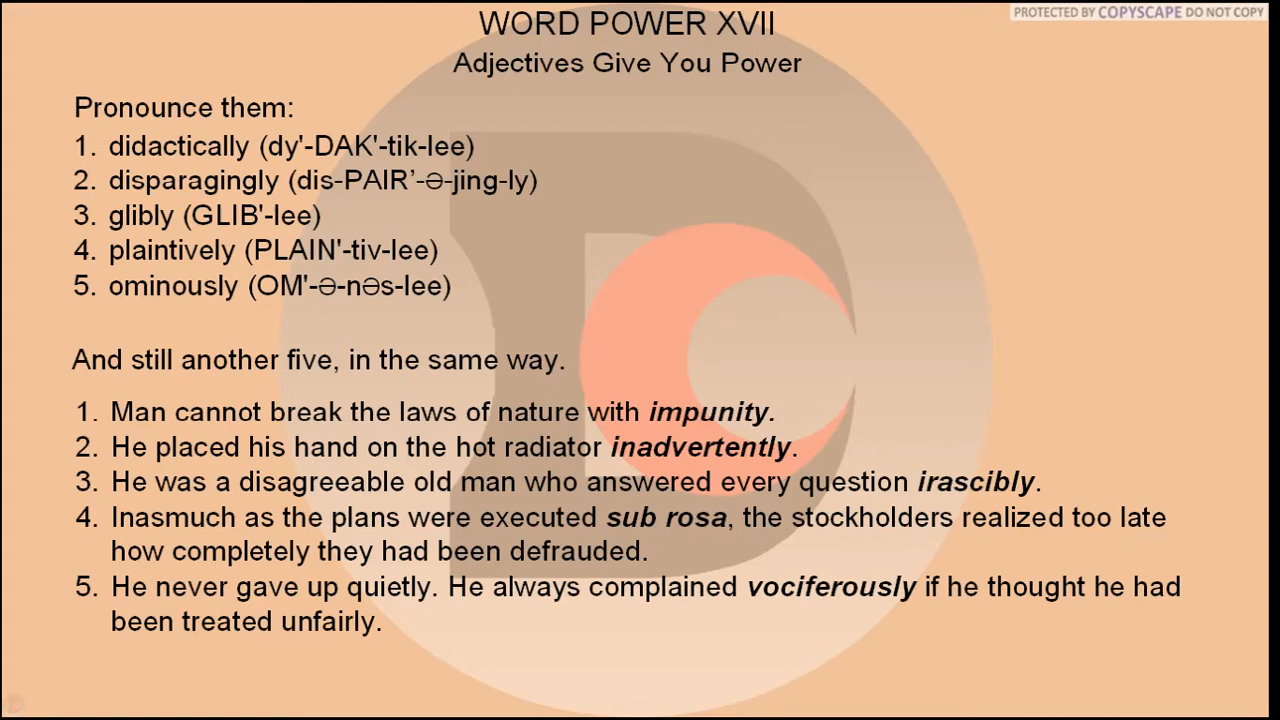 PROTECTED BY COPYSCAPE DO NOT COPY
WORD POWER XVII
Adjectives Give You Power
Pronounce them:
1. didactically (dy'-DAK'-tik-lee)
2. disparagingly (dis-PAIR’-Ə-jing-ly)
3. glibly (GLIB'-lee)
4. plaintively (PLAIN'-tiv-lee)
5. ominously (OM'-Ə-nƏs-lee)
And still another five, in the same way.
1. Man cannot break the laws of nature with impunity.
2. He placed his hand on the hot radiator inadvertently.
3. He was a disagreeable old man who answered every question irascibly.
4. Inasmuch as the plans were executed sub rosa, the stockholders realized too late
how completely they had been defrauded.
5. He never gave up quietly. He always complained vociferously if he thought he had
been treated unfairly.